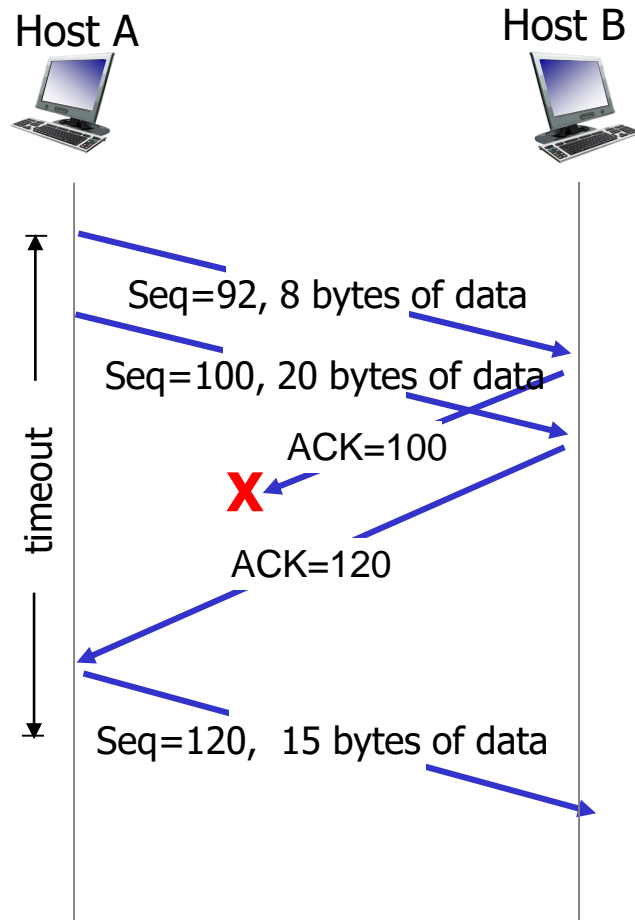 Host A
Host B
Seq=92, 8 bytes of data
Seq=100, 20 bytes of data
ACK=100
X
timeout
ACK=120
Seq=120, 15 bytes of data